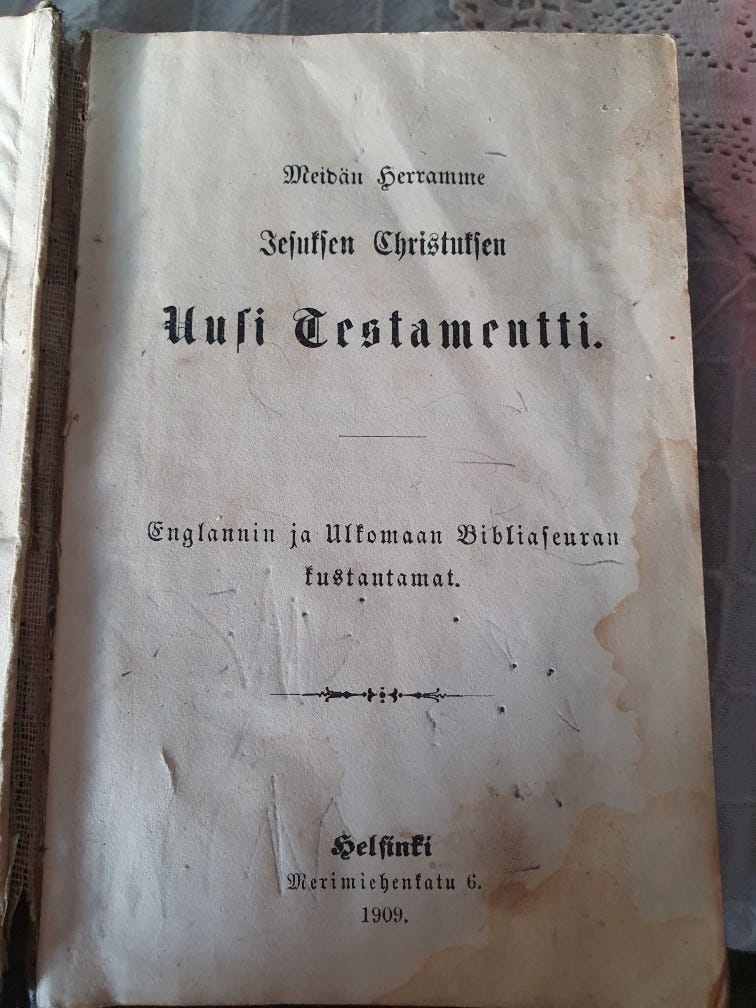 Meidän Herramme
Jesuksen Christuksen
Uusi Testamentti.
Englannin ja Ulkomaan Bibliaseuran
kustantamat.
Helsinki
Merimiehenkatu 6.
1909.